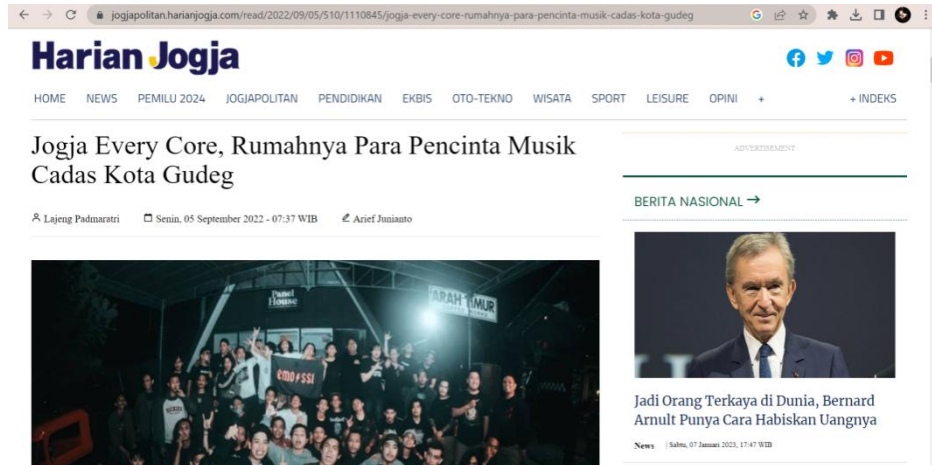 jogjapolitan.harianjogja.com/read/2022/09/05/510/1110845/jogja-every-core-rumahnya-para-pencinta-musik-cadas-kota-gudeg
Harian Jogja
HOME NEWS PEMILU 2024 JOGJAPOLITAN PENDIDIKAN EKBIS OTO-TEKNO WISATA SPORT LEISURE OPINI + + INDEKS
Jogja Every Core, Rumahnya Para Pencinta Musik
Cadas Kota Gudeg
Lajeng Padmaratri Senin, 05 September 2022 - 07:37 WIB Arief Junianto
Panel
House
ARAH TIMUR
ADVERTISEMENT
BERITA NASIONAL
Jadi Orang Terkaya di Dunia, Bernard
Arnult Punya Cara Habiskan Uangnya
News | Sabtu, 07 Januari 2023, 17:47 WIB